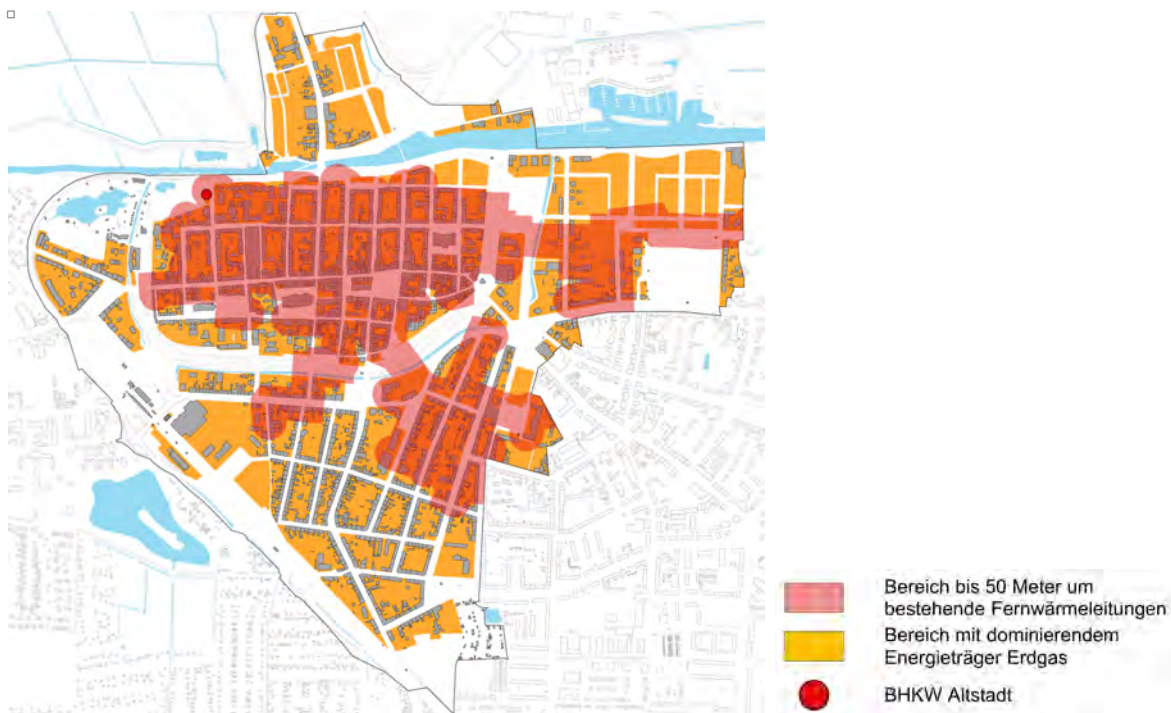 Bereich bis 50 Meter um
bestehende Fernwärmeleitungen
Bereich mit dominierendem
Energieträger Erdgas
BHKW Altstadt